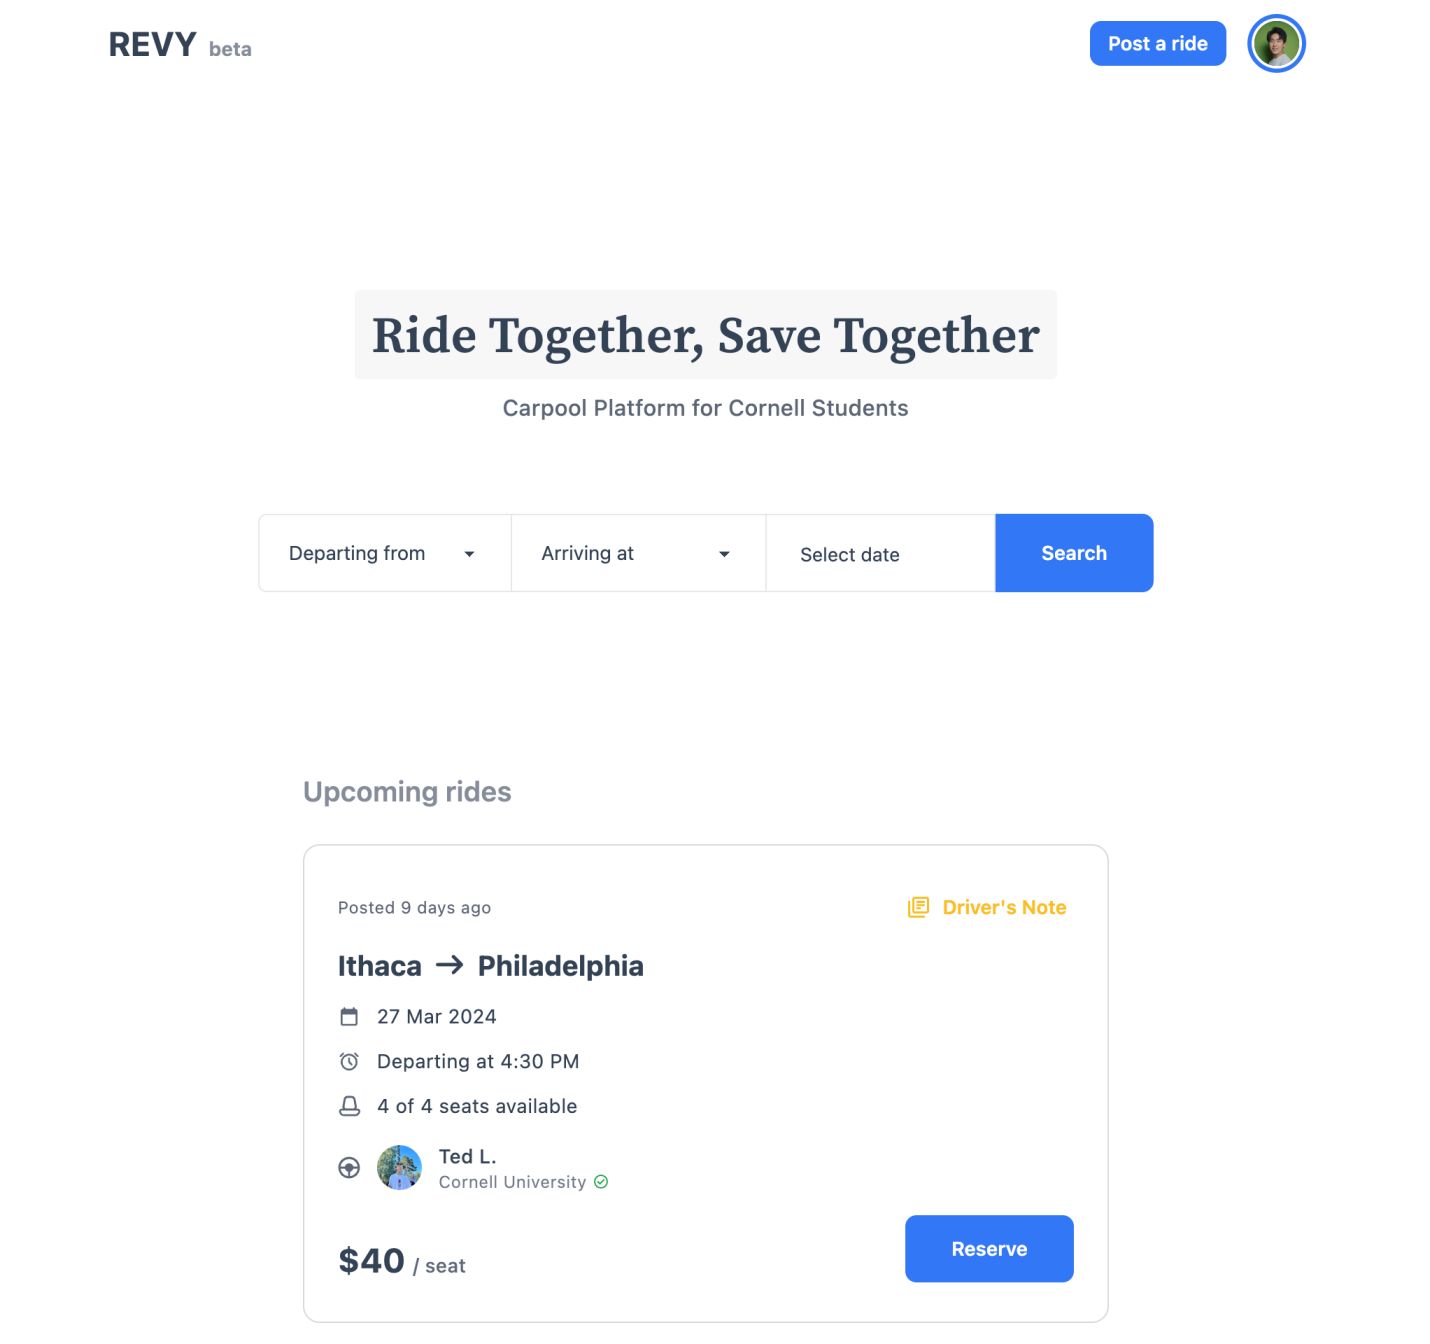 REVY beta
Post a ride
Ride Together, Save Together
Carpool Platform for Cornell Students
Departing from
Arriving at
Select date
Search
Upcoming rides
Posted 9 days ago
Driver's Note
Ithaca → Philadelphia
27 Mar 2024
Departing at 4:30 PM
4 of 4 seats available
Ted L.
Cornell University
$40 / seat
Reserve